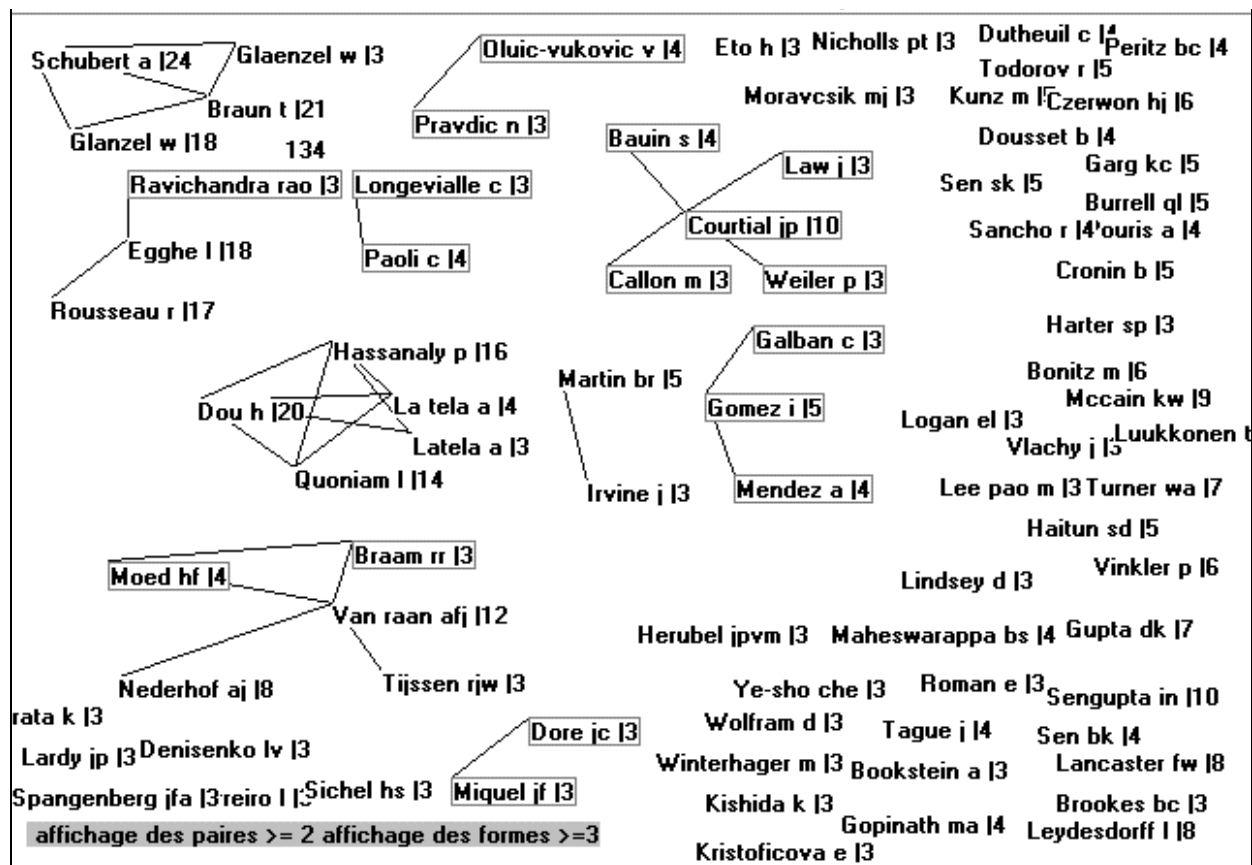 Schubert a |24
Glaenzel w |3
Oluic-vukovic v |4
Eto h |3
Nicholls pt |3
Dutheuil c |4
Peritz bc |4
Todorov r |5
Braun t |21
Pravdic n |3
Moravcsik mj |3
Kunz m
Czerwon hj |6
Glanzel w |18
134
Bauin s |4
Dousset b |4
Law j |3
Garg kc |5
Ravichandra rao |3
Longevialle c |3
Sen sk |5
Burrell ql |5
Courtial jp |10
Sancho r |4
'ouris a |4
Egghe l |18
Paoli c |4
Callon m |3
Weiler p |3
Cronin b |5
Rousseau r |17
Harter sp |3
Galban c |3
Hassanaly p |16
Martin br |5
Bonitz m |6
Mccain kw |9
Dou h |20
La tela a |4
Gomez i |5
Logan el |3
Luukkonen t
Latela a |3
Vlachy j
Quoniam l |14
Irvine j |3
Mendez a |4
Lee pao m |3
Turner wa |7
Haitun sd |5
Braam rr |3
Moed hf |4
Lindsey d |3
Vinkler p |6
Van raan afj |12
Herubel jpvm |3
Maheswarappa bs |4
Gupta dk |7
Nederhof aj |8
Tijssen rjw |3
Ye-sho che |3
Roman e |3
Sengupta in |10
rata k |3
Dore jc |3
Wolfram d |3
Tague j |4
Sen bk |4
Lardy jp |3
Denisenko lv |3
Winterhager m |3
Bookstein a |3
Lancaster fw |8
Spangenberg jfa |3
reiro l
Sichel hs |3
Miquel jf |3
Kishida k |3
Brookes bc |3
Gopinath ma |4
Leydesdorff l |8
affichage des paires >= 2 affichage des formes >=3
Kristoficova e |3